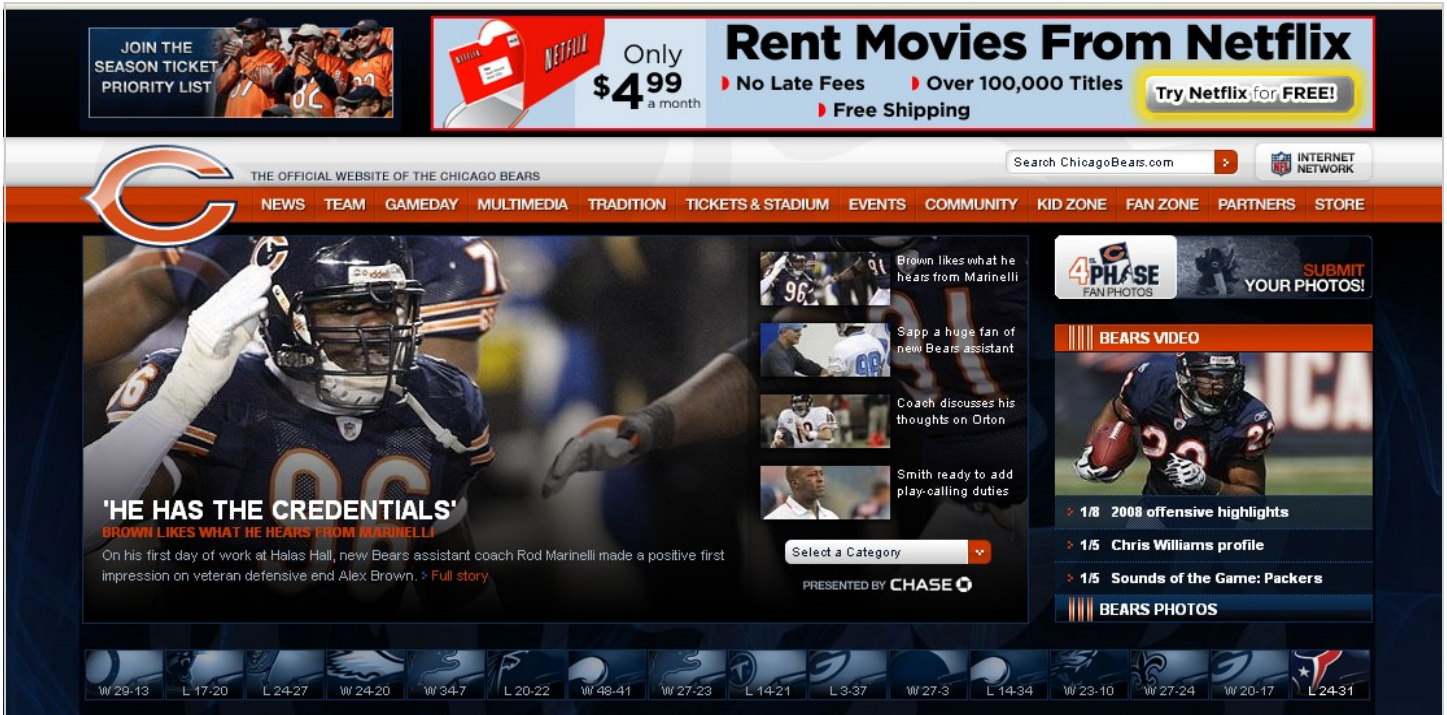 JOIN THE
SEASON TICKET
PRIORITY LIST
NETFLIX
Only
$4.99
a month
Rent Movies From Netflix
No Late Fees
Over 100,000 Titles
Free Shipping
Try Netflix for FREE!
THE OFFICIAL WEBSITE OF THE CHICAGO BEARS
Search ChicagoBears.com
NFL
INTERNET
NETWORK
NEWS TEAM GAMEDAY MULTIMEDIA TRADITION TICKETS & STADIUM EVENTS COMMUNITY KID ZONE FAN ZONE PARTNERS STORE
96
'HE HAS THE CREDENTIALS'
BROWN LIKES WHAT HE HEARS FROM MARINELLI
On his first day of work at Halas Hall, new Bears assistant coach Rod Marinelli made a positive first
impression on veteran defensive end Alex Brown. > Full story
Brown likes what he
hears from Marinelli
Sapp a huge fan of
new Bears assistant
Coach discusses his
thoughts on Orton
Smith ready to add
play-calling duties
Select a Category
PRESENTED BY CHASE
4PHASE
FAN PHOTOS
SUBMIT
YOUR PHOTOS!
BEARS VIDEO
1/8 2008 offensive highlights
1/5 Chris Williams profile
1/5 Sounds of the Game: Packers
BEARS PHOTOS
W 29-13 L 17-20 L 24-27 W 24-20 W 34-7 L 20-22 W 48-41 W 27-23 L 14-21 L 3-37 W 27-3 L 14-34 W 23-10 W 27-24 W 20-17 L 24-31